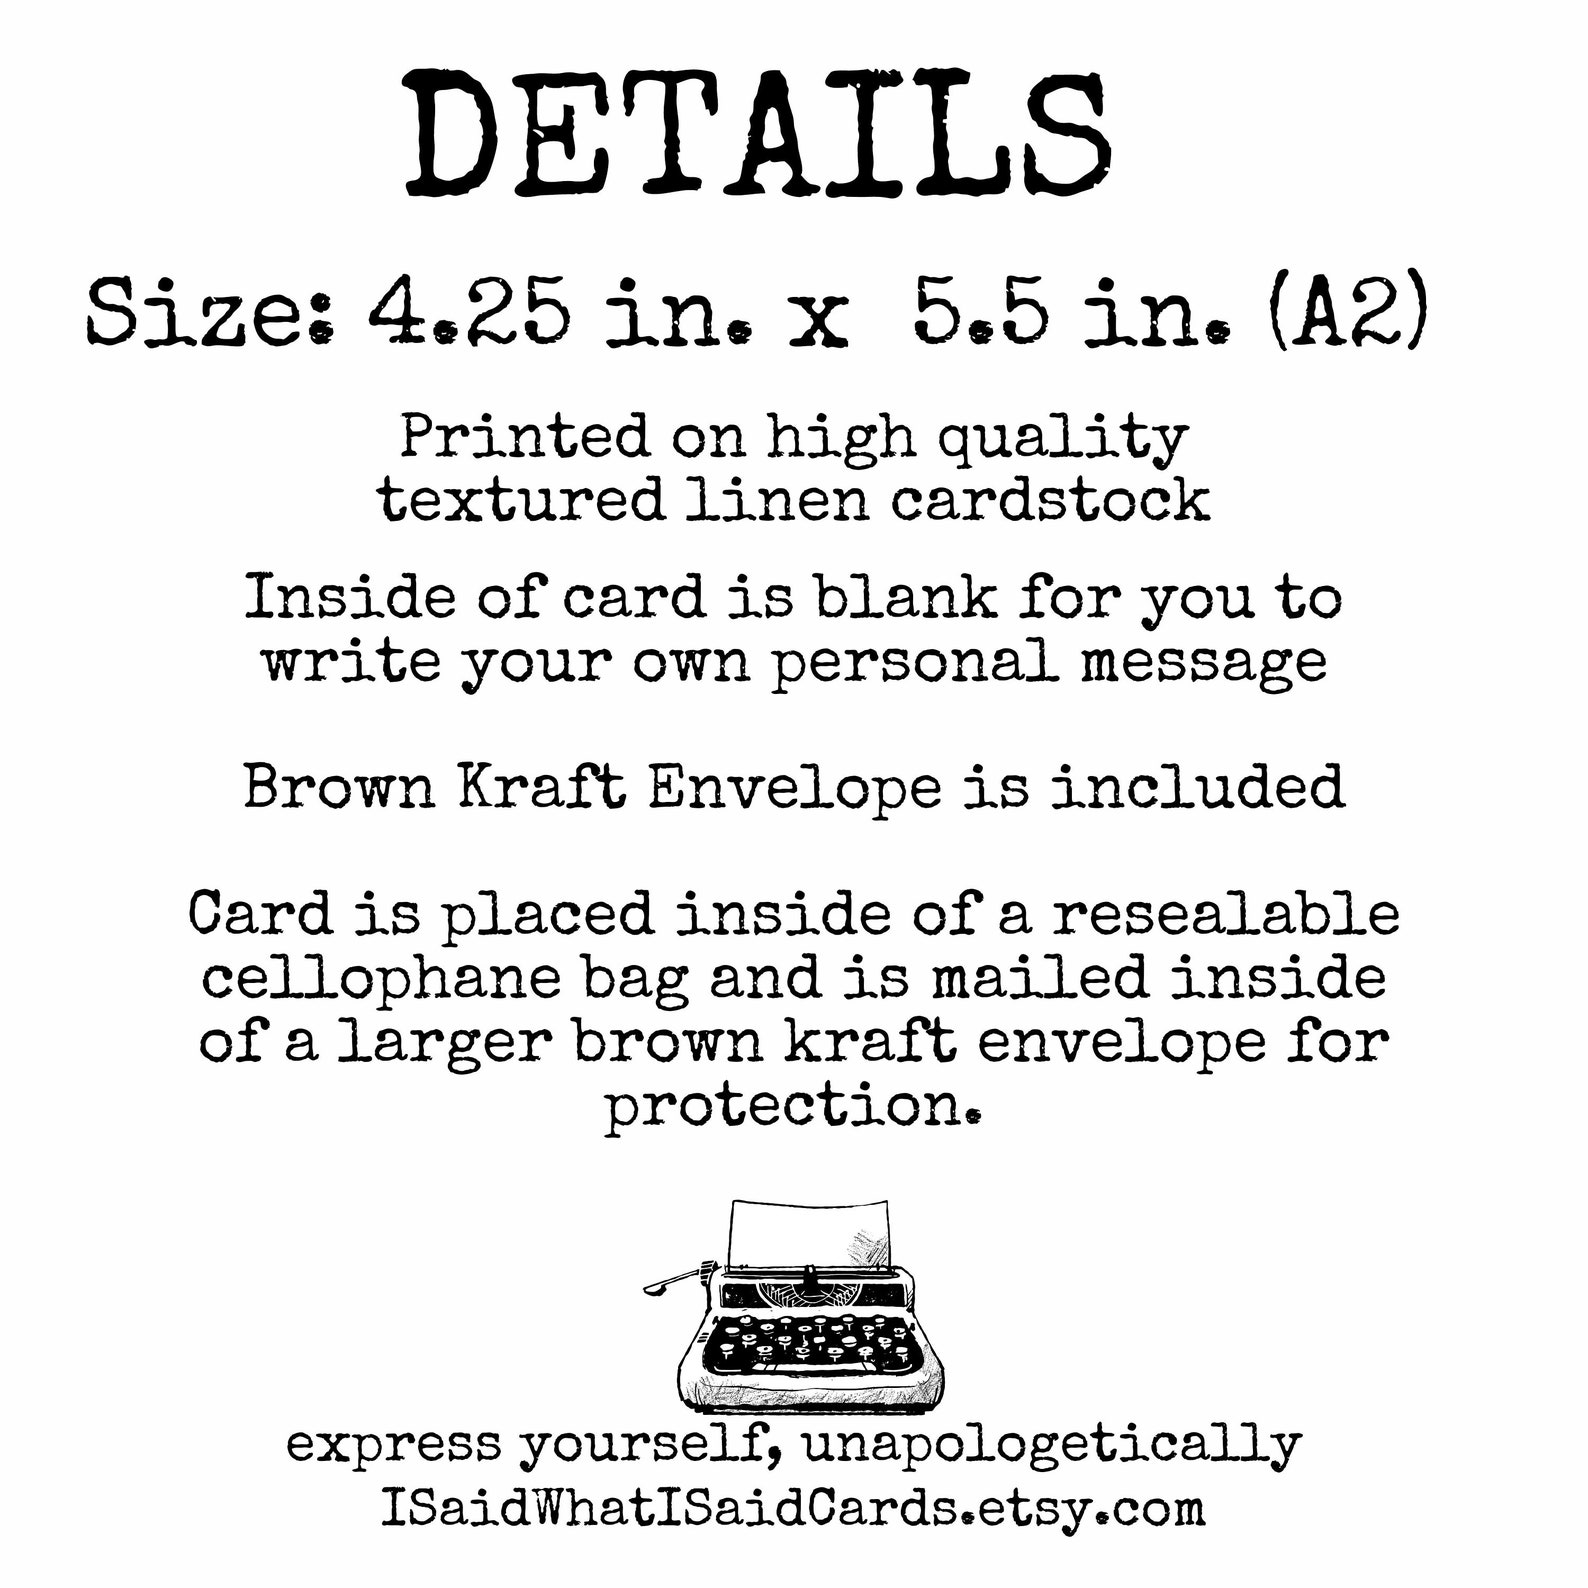 DETAILS
Size: 4.25 in. x 5.5 in. (A2)
Printed on high quality
textured linen cardstock
Inside of card is blank for you to
write your own personal message
Brown Kraft Envelope is included
Card is placed inside of a resealable
cellophane bag and is mailed inside
of a larger brown kraft envelope for
protection.
express yourself, unapologetically
ISaidWhatISaidCards.etsy.com